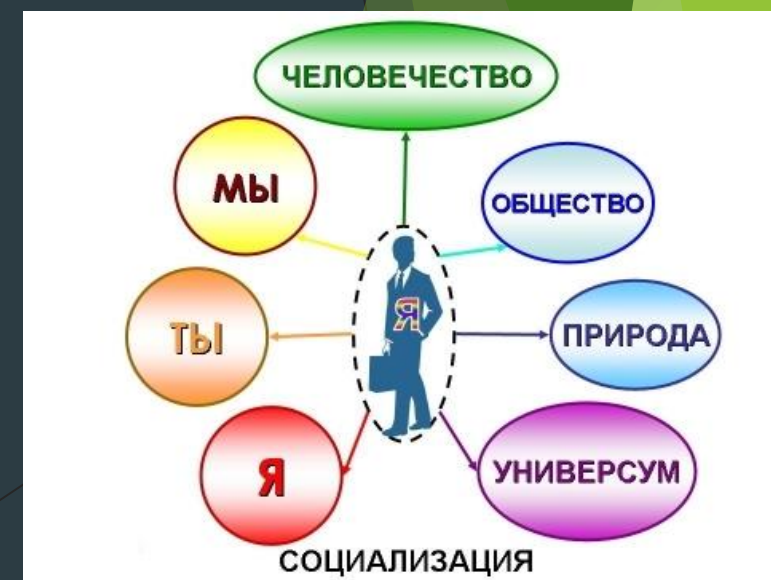 ЧЕЛОВЕЧЕСТВО
МЫ
ОБЩЕСТВО
Я
ТЫ
ПРИРОДА
Я
УНИВЕРСУМ
СОЦИАЛИЗАЦИЯ